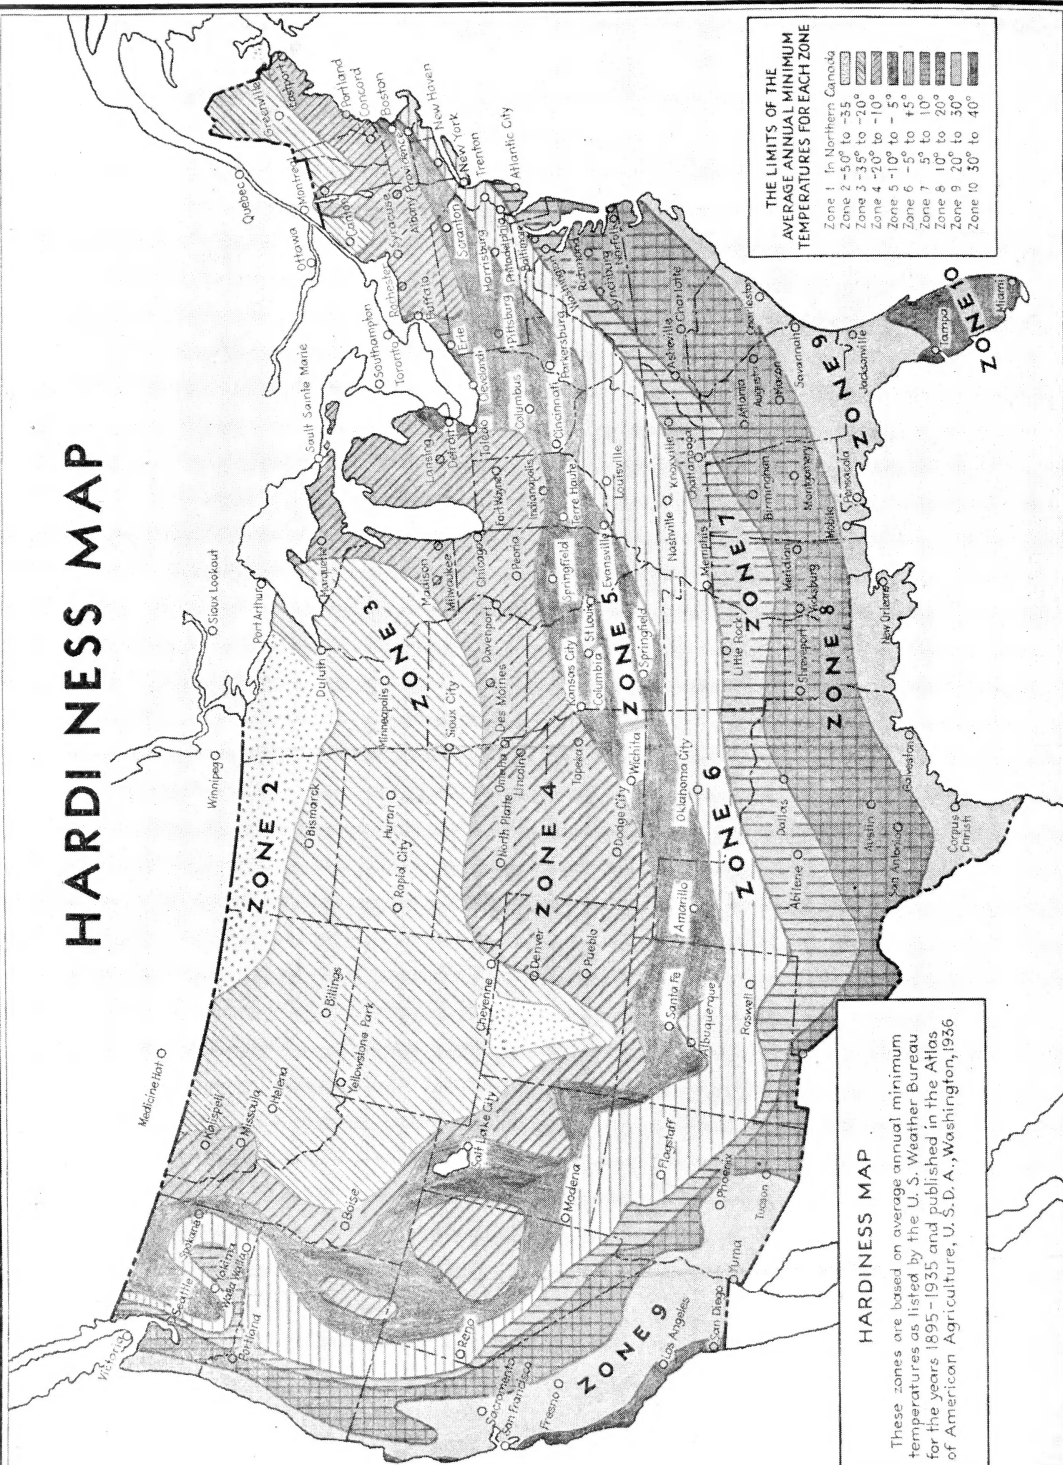 HARDINESS MAP
THE LIMITS OF THE
AVERAGE ANNUAL MINIMUM
TEMPERATURES FOR EACH ZONE
Zone 1 In Northern Canada
Zone 2 -50° to -35
Zone 3 -35° to -20°
Zone 4 -20° to -10°
Zone 5 -10° to -5°
Zone 6 -5° to +5°
Zone 7 5° to 10°
Zone 8 10° to 20°
Zone 9 20° to 30°
Zone 10 30° to 40°
HARDINESS MAP
These zones are based on average annual minimum
temperatures as listed by the U. S. Weather Bureau
for the years 1895-1935 and published in the Atlas
of American Agriculture, U. S. D. A., Washington, 1936
ZONE 2
ZONE 3
ZONE 4
ZONE 5
ZONE 6
ZONE 7
ZONE 8
ZONE 9
ZONE 9
ZONE 10
Victoria
Seattle
Spokane
Yakima
Walla Walla
Portland
Medicine Hat
Kalispell
Missoula
Helena
Boise
Billings
Yellowstone Park
Winnipeg
Sioux Lookout
Port Arthur
Duluth
Bismarck
Minneapolis
Huron
Rapid City
Sioux City
Marquette
Sault Sainte Marie
Southampton
Toronto
Ottawa
Quebec
Montreal
Canton
Greenville
Eastport
Portland
Concord
Boston
Providence
New Haven
New York
Trenton
Atlantic City
Albany
Syracuse
Rochester
Buffalo
Scranton
Harrisburg
Philadelphia
Baltimore
Washington
Erie
Pittsburg
Parkersburg
Cleveland
Toledo
Columbus
Cincinnati
Lansing
Detroit
Fort Wayne
Indianapolis
Terre Haute
Louisville
Evansville
Madison
Milwaukee
Chicago
Peoria
Springfield
Davenport
Des Moines
St Louis
Columbia
Kansas City
Springfield
Omaha
Lincoln
North Platte
Topeka
Wichita
Dodge City
Cheyenne
Denver
Pueblo
Salt Lake City
Modena
Reno
Sacramento
San Francisco
Fresno
Los Angeles
San Diego
Yuma
Phoenix
Tucson
Flagstaff
Santa Fe
Albuquerque
Roswell
Amarillo
Oklahoma City
Abilene
Dallas
Austin
San Antonio
Corpus
Christi
Galveston
Little Rock
Shreveport
Vicksburg
Meridian
New Orleans
Mobile
Pensacola
Memphis
Nashville
Knoxville
Chattanooga
Birmingham
Montgomery
Atlanta
Augusta
Macon
Savannah
Charleston
Charlotte
Asheville
Richmond
Lynchburg
Norfolk
Jacksonville
Tampa
Miami